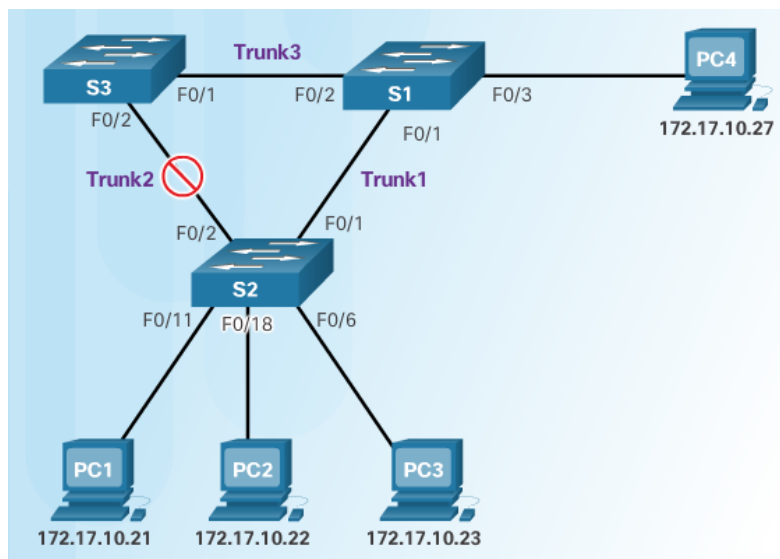 Trunk3
S3
F0/1
F0/2
S1
F0/3
PC4
172.17.10.27
F0/2
F0/1
Trunk2
Trunk1
F0/2
F0/1
S2
F0/11
F0/18
F0/6
PC1
PC2
PC3
172.17.10.21
172.17.10.22
172.17.10.23